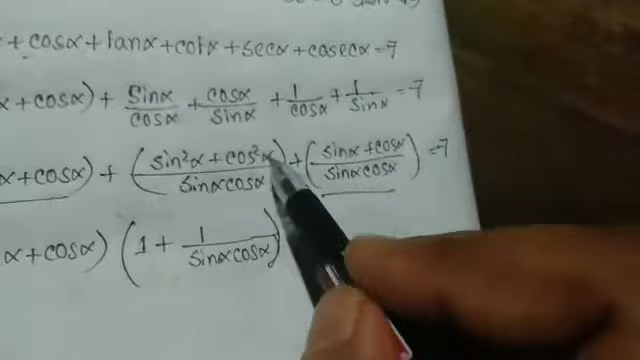 + cosα + tanα + cotα + secα + cosecα = 7
α + cosα) + sinα/cosα + cosα/sinα + 1/cosα + 1/sinα = 7
α + cosα) + (sin²α + cos²α / sinαcosα) + (sinα + cosα / sinαcosα) = 7
α + cosα) (1 + 1/sinαcosα)